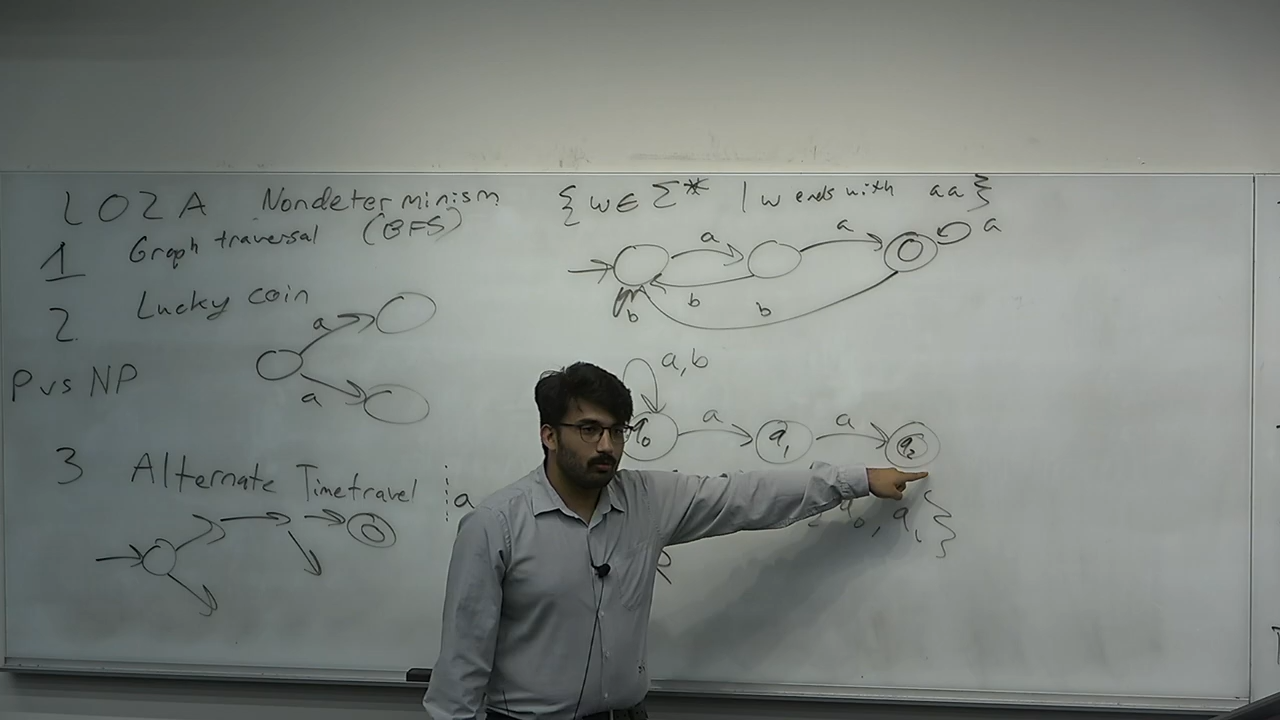 L02A Nondeterminism
1 Graph traversal (BFS)
2. Lucky coin
a
a
P vs NP
3 Alternate Timetravel
a
{w∈Σ* | w ends with aa}
a a a
b b b
a,b
q₀ a q₁ a q₂
q₀, q₁}